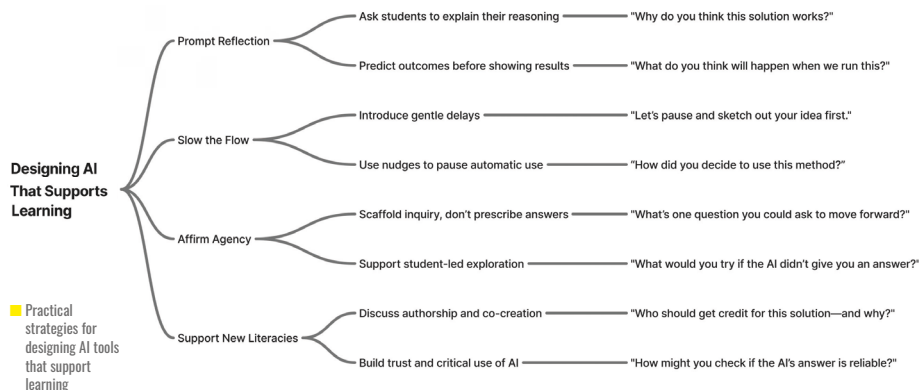 Designing AI
That Supports
Learning
Prompt Reflection
Ask students to explain their reasoning
"Why do you think this solution works?"
Predict outcomes before showing results
"What do you think will happen when we run this?"
Slow the Flow
Introduce gentle delays
"Let's pause and sketch out your idea first."
Use nudges to pause automatic use
"How did you decide to use this method?"
Affirm Agency
Scaffold inquiry, don't prescribe answers
"What's one question you could ask to move forward?"
Support student-led exploration
"What would you try if the AI didn't give you an answer?"
Support New Literacies
Discuss authorship and co-creation
"Who should get credit for this solution—and why?"
Build trust and critical use of AI
"How might you check if the AI's answer is reliable?"
Practical
strategies for
designing AI tools
that support
learning